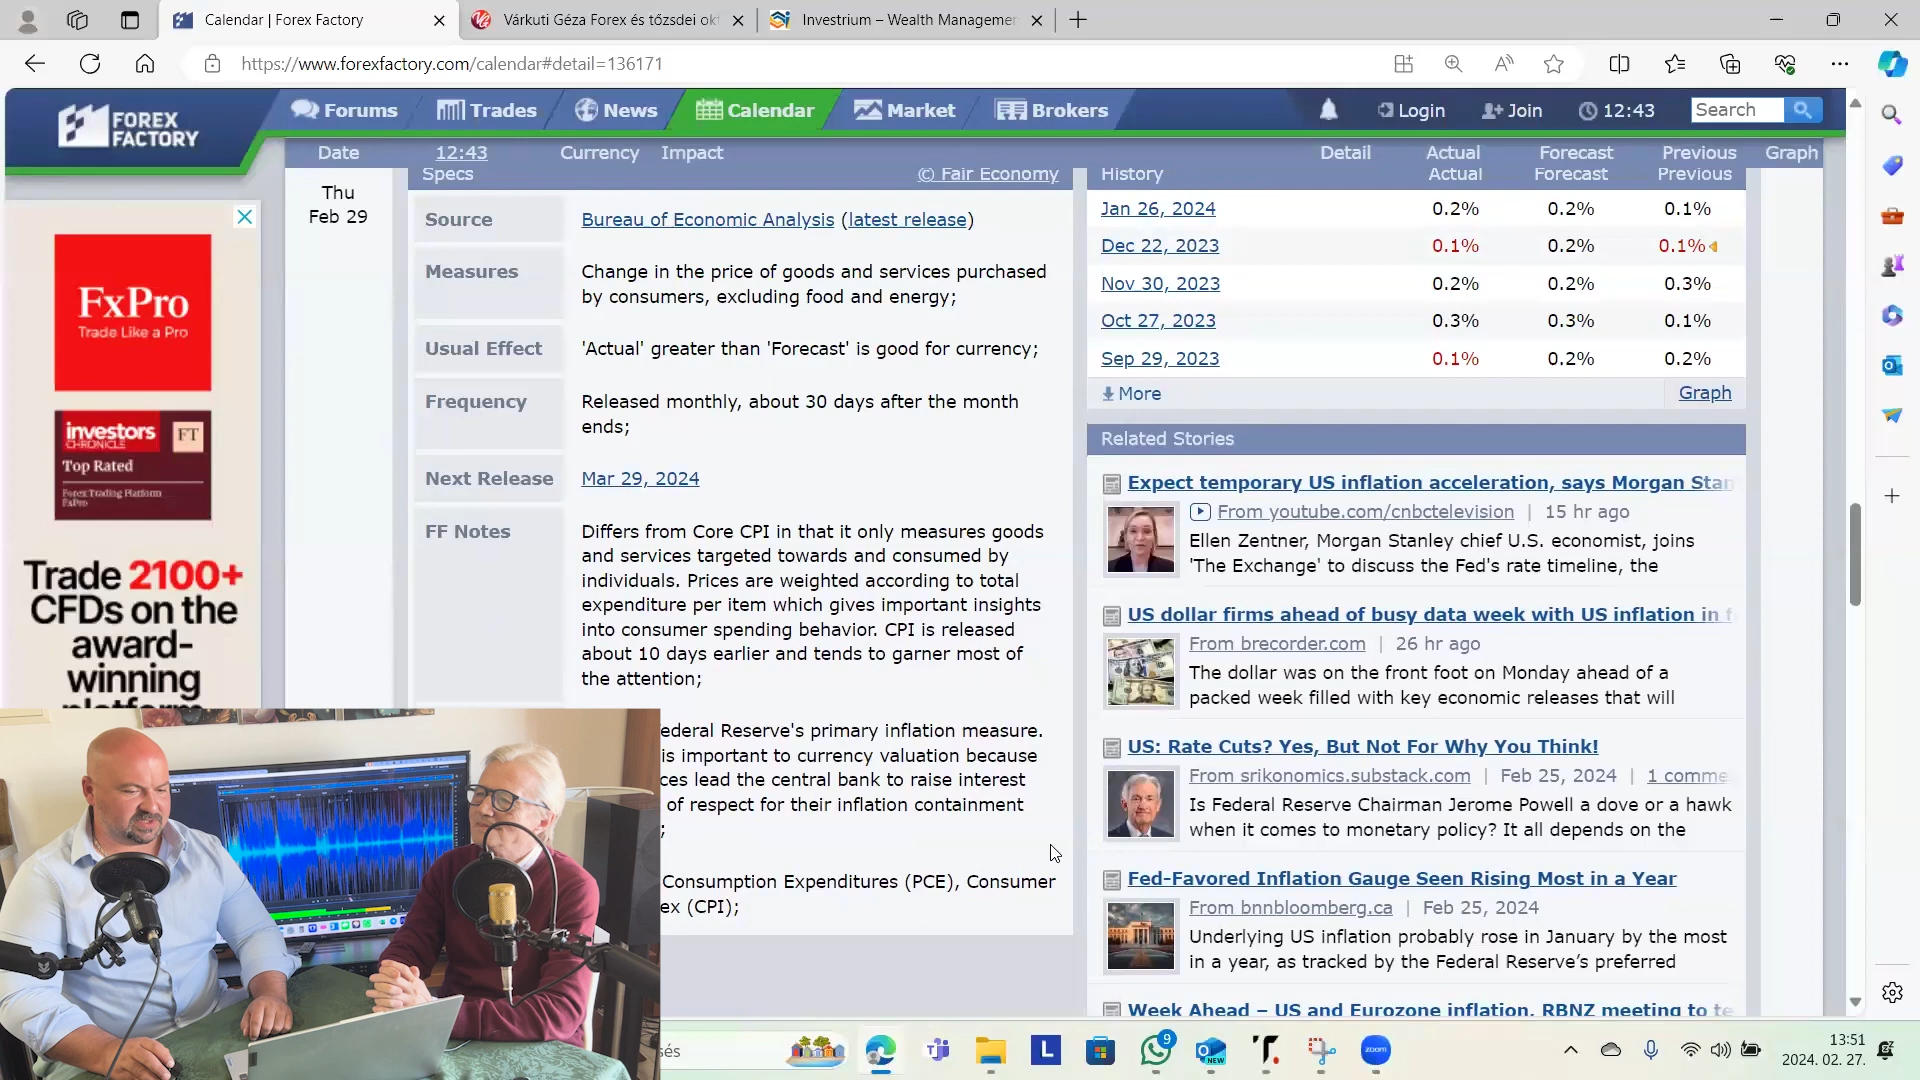 Calendar | Forex Factory
Várkuti Géza Forex és tőzsdei okt
Investrium – Wealth Managemen
https://www.forexfactory.com/calendar#detail=136171
FOREX
FACTORY
Forums
Trades
News
Calendar
Market
Brokers
Login
Join
12:43
Search
Date
12:43
Currency
Impact
Detail
Actual
Forecast
Previous
Graph
Thu
Feb 29
Specs
© Fair Economy
Source
Bureau of Economic Analysis (latest release)
Measures
Change in the price of goods and services purchased
by consumers, excluding food and energy;
Usual Effect
'Actual' greater than 'Forecast' is good for currency;
Frequency
Released monthly, about 30 days after the month
ends;
Next Release
Mar 29, 2024
FF Notes
Differs from Core CPI in that it only measures goods
and services targeted towards and consumed by
individuals. Prices are weighted according to total
expenditure per item which gives important insights
into consumer spending behavior. CPI is released
about 10 days earlier and tends to garner most of
the attention;
ederal Reserve's primary inflation measure.
is important to currency valuation because
ces lead the central bank to raise interest
of respect for their inflation containment
;
Consumption Expenditures (PCE), Consumer
ex (CPI);
History
Actual
Forecast
Previous
Jan 26, 2024 0.2% 0.2% 0.1%
Dec 22, 2023 0.1% 0.2% 0.1%
Nov 30, 2023 0.2% 0.2% 0.3%
Oct 27, 2023 0.3% 0.3% 0.1%
Sep 29, 2023 0.1% 0.2% 0.2%
More
Graph
Related Stories
Expect temporary US inflation acceleration, says Morgan Stan
From youtube.com/cnbctelevision | 15 hr ago
Ellen Zentner, Morgan Stanley chief U.S. economist, joins
'The Exchange' to discuss the Fed's rate timeline, the
US dollar firms ahead of busy data week with US inflation in f
From brecorder.com | 26 hr ago
The dollar was on the front foot on Monday ahead of a
packed week filled with key economic releases that will
US: Rate Cuts? Yes, But Not For Why You Think!
From srikonomics.substack.com | Feb 25, 2024 | 1 comme
Is Federal Reserve Chairman Jerome Powell a dove or a hawk
when it comes to monetary policy? It all depends on the
Fed-Favored Inflation Gauge Seen Rising Most in a Year
From bnnbloomberg.ca | Feb 25, 2024
Underlying US inflation probably rose in January by the most
in a year, as tracked by the Federal Reserve's preferred
Week Ahead – US and Eurozone inflation, RBNZ meeting to te
FxPro
Trade Like a Pro
investors
CHRONICLE
FT
Top Rated
Forex Trading Platform
FxPro
Trade 2100+
CFDs on the
award-
winning
platform
és
L
9
NEW
zoom
13:51
2024. 02. 27.